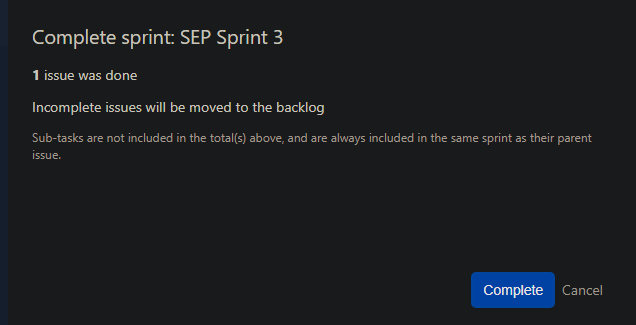 Complete sprint: SEP Sprint 3
1 issue was done
Incomplete issues will be moved to the backlog
Sub-tasks are not included in the total(s) above, and are always included in the same sprint as their parent
issue.
Complete Cancel